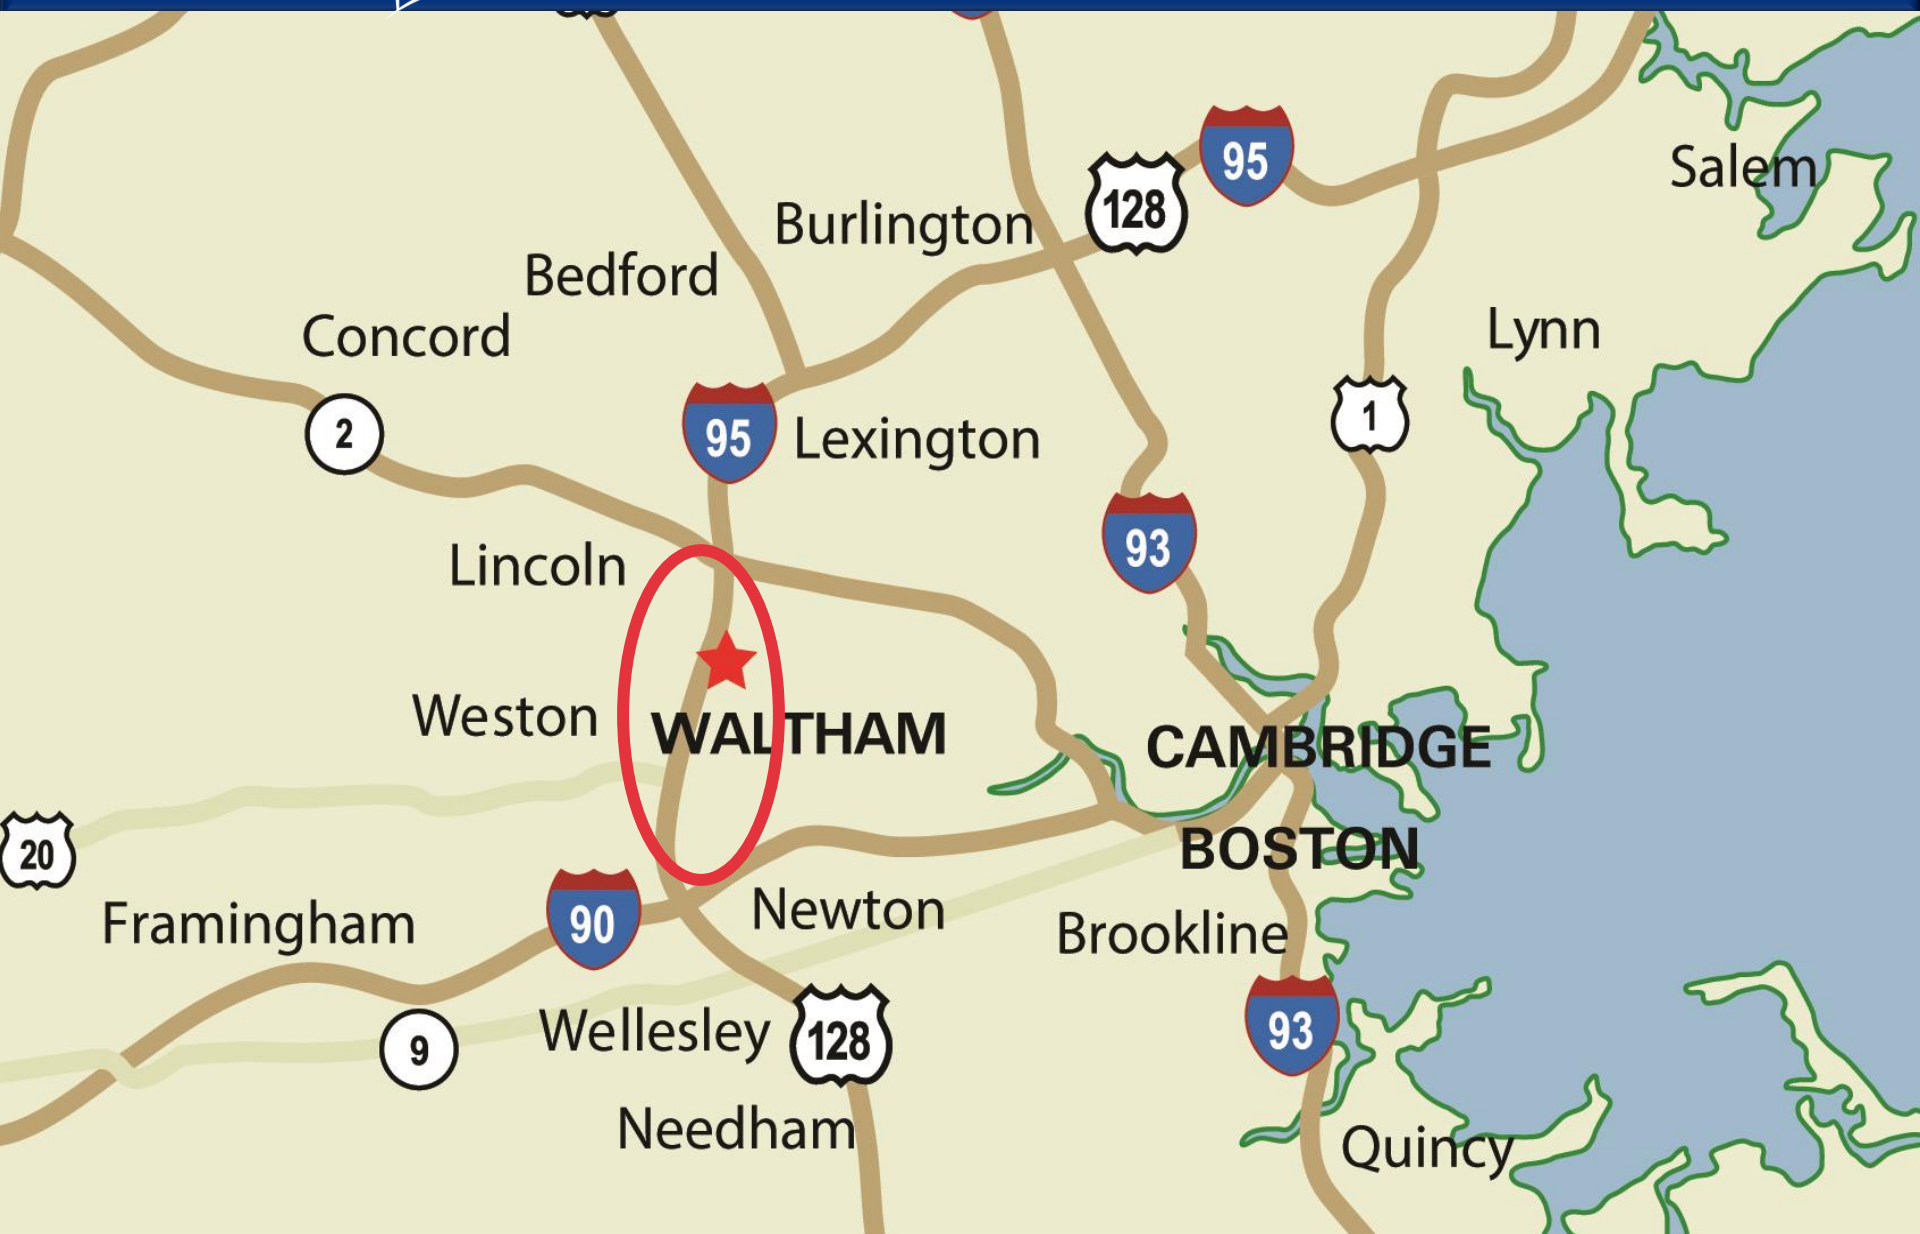 95
128
Salem
Burlington
Bedford
Lynn
Concord
2
95
Lexington
1
93
Lincoln
Weston
WALTHAM
CAMBRIDGE
20
BOSTON
90
Newton
Framingham
Brookline
9
Wellesley
128
93
Needham
Quincy